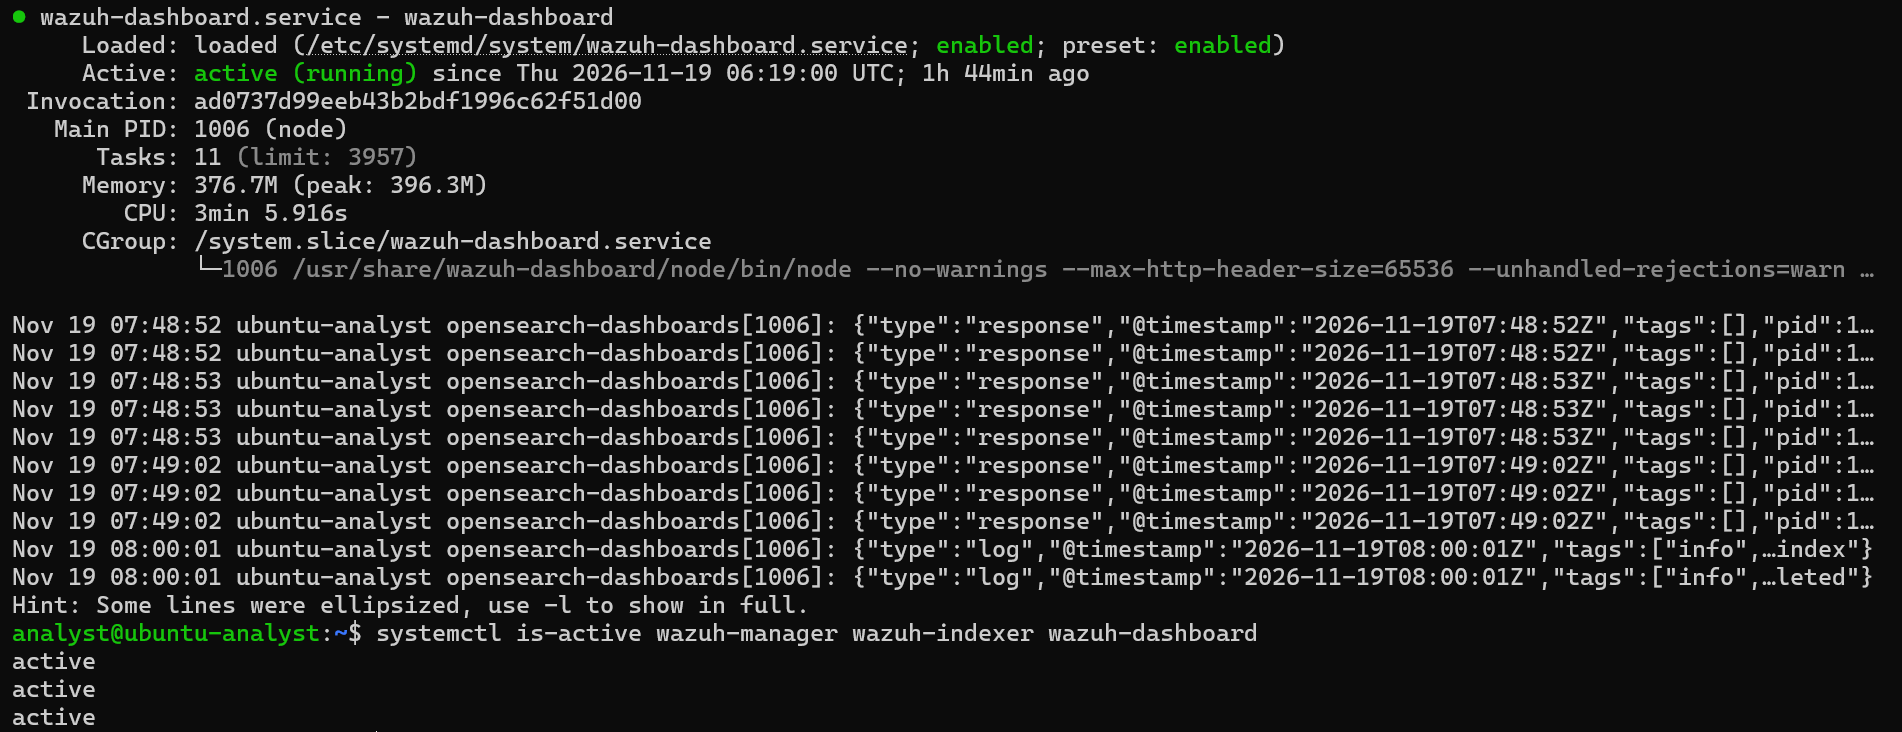 ● wazuh-dashboard.service - wazuh-dashboard
     Loaded: loaded (/etc/systemd/system/wazuh-dashboard.service; enabled; preset: enabled)
     Active: active (running) since Thu 2026-11-19 06:19:00 UTC; 1h 44min ago
 Invocation: ad0737d99eeb43b2bdf1996c62f51d00
   Main PID: 1006 (node)
      Tasks: 11 (limit: 3957)
     Memory: 376.7M (peak: 396.3M)
        CPU: 3min 5.916s
     CGroup: /system.slice/wazuh-dashboard.service
             └─1006 /usr/share/wazuh-dashboard/node/bin/node --no-warnings --max-http-header-size=65536 --unhandled-rejections=warn …

Nov 19 07:48:52 ubuntu-analyst opensearch-dashboards[1006]: {"type":"response","@timestamp":"2026-11-19T07:48:52Z","tags":[],"pid":1…
Nov 19 07:48:52 ubuntu-analyst opensearch-dashboards[1006]: {"type":"response","@timestamp":"2026-11-19T07:48:52Z","tags":[],"pid":1…
Nov 19 07:48:53 ubuntu-analyst opensearch-dashboards[1006]: {"type":"response","@timestamp":"2026-11-19T07:48:53Z","tags":[],"pid":1…
Nov 19 07:48:53 ubuntu-analyst opensearch-dashboards[1006]: {"type":"response","@timestamp":"2026-11-19T07:48:53Z","tags":[],"pid":1…
Nov 19 07:48:53 ubuntu-analyst opensearch-dashboards[1006]: {"type":"response","@timestamp":"2026-11-19T07:48:53Z","tags":[],"pid":1…
Nov 19 07:49:02 ubuntu-analyst opensearch-dashboards[1006]: {"type":"response","@timestamp":"2026-11-19T07:49:02Z","tags":[],"pid":1…
Nov 19 07:49:02 ubuntu-analyst opensearch-dashboards[1006]: {"type":"response","@timestamp":"2026-11-19T07:49:02Z","tags":[],"pid":1…
Nov 19 07:49:02 ubuntu-analyst opensearch-dashboards[1006]: {"type":"response","@timestamp":"2026-11-19T07:49:02Z","tags":[],"pid":1…
Nov 19 08:00:01 ubuntu-analyst opensearch-dashboards[1006]: {"type":"log","@timestamp":"2026-11-19T08:00:01Z","tags":["info",…index"}
Nov 19 08:00:01 ubuntu-analyst opensearch-dashboards[1006]: {"type":"log","@timestamp":"2026-11-19T08:00:01Z","tags":["info",…leted"}
Hint: Some lines were ellipsized, use -l to show in full.
analyst@ubuntu-analyst:~$ systemctl is-active wazuh-manager wazuh-indexer wazuh-dashboard
active
active
active